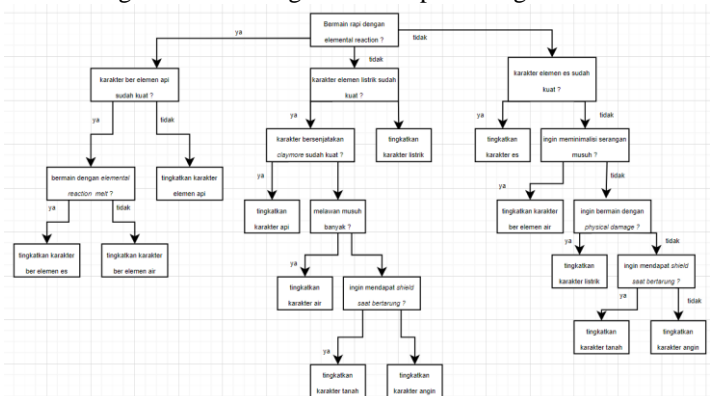 Bermain rapi dengan
elemental reaction ?
ya
tidak
tidak
karakter ber elemen api
sudah kuat ?
karakter elemen listrik sudah
kuat ?
karakter elemen es sudah
kuat ?
ya
tidak
ya
tidak
ya
tidak
bermain dengan elemental
reaction melt ?
tingkatkan karakter
elemen api
karakter bersenjatakan
claymore sudah kuat ?
tingkatkan
karakter listrik
tingkatkan
karakter es
ingin meminimalisi serangan
musuh ?
ya
tidak
ya
tidak
ya
tidak
tingkatkan karakter
ber elemen es
tingkatkan karakter
ber elemen air
tingkatkan
karakter api
melawan musuh
banyak ?
tingkatkan karakter
ber elemen air
ingin bermain dengan
physical damage ?
ya
ya
tidak
tingkatkan
karakter air
ingin mendapat shield
saat bertarung ?
tingkatkan
karakter listrik
ingin mendapat shield
saat bertarung ?
ya
ya
tidak
tingkatkan
karakter tanah
tingkatkan
karakter angin
tingkatkan
karakter tanah
tingkatkan
karakter angin